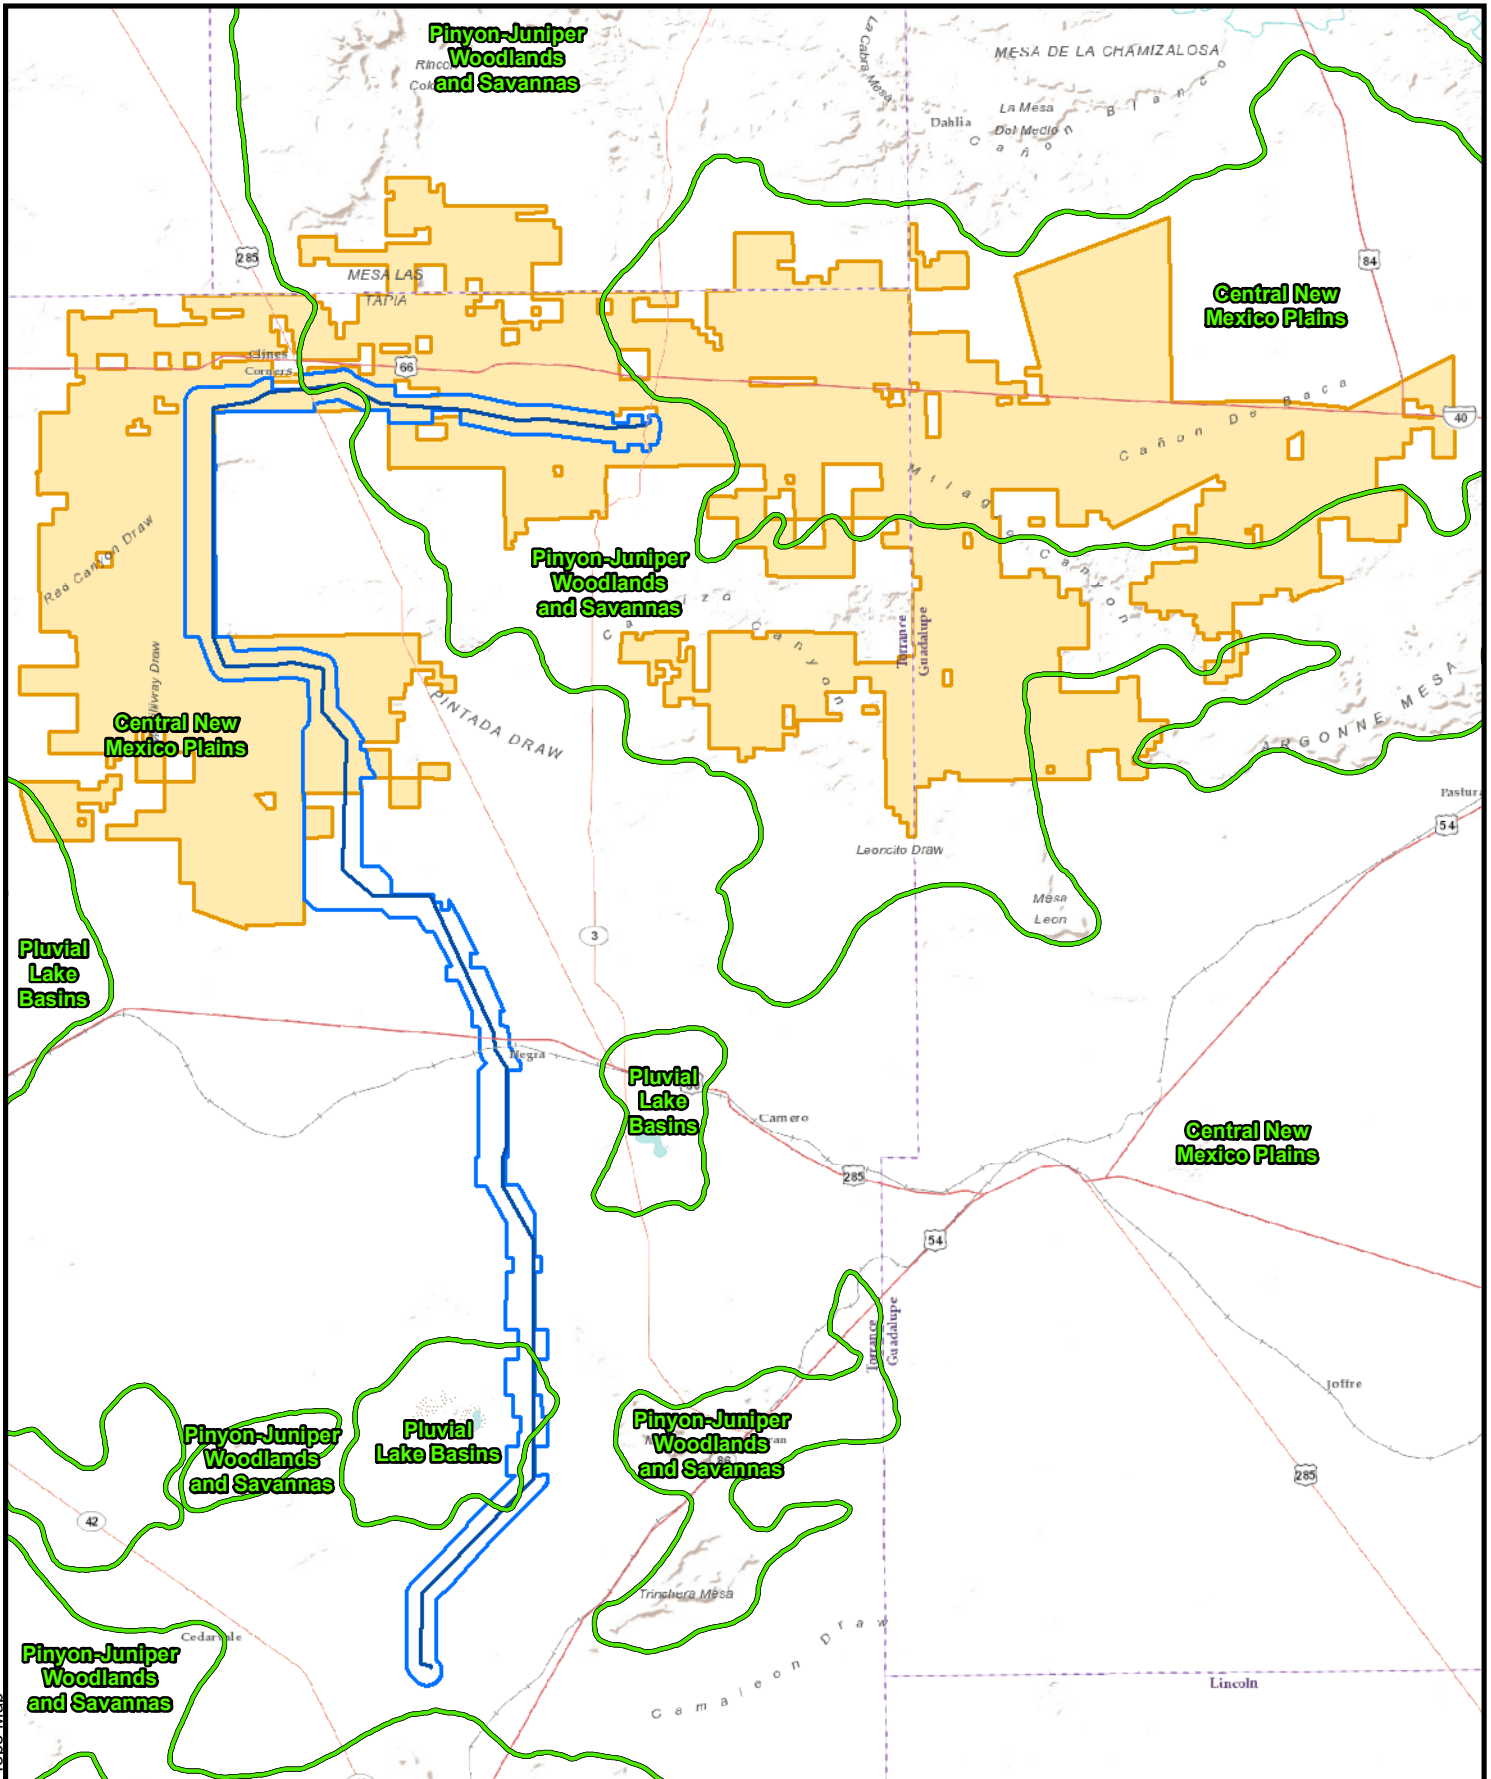 Pinyon-Juniper
Woodlands
and Savannas
La Cabra Mesa
MESA DE LA CHAMIZALOSA
La Mesa
Del Medio
Dahlia
Cañon Blanco
285
84
MESA LAS
TAPIA
Central New
Mexico Plains
Clines
Corners
66
40
Cañon De Baca
Milagro Canyon
Red Canyon Draw
Pinyon-Juniper
Woodlands
and Savannas
Canyon
Torrance
Guadalupe
PINTADA DRAW
Draw
Central New
Mexico Plains
ARGONNE MESA
Pastura
54
Leoncito Draw
Mesa
Leon
3
Pluvial
Lake
Basins
Negra
Pluvial
Lake
Basins
Carnero
285
Central New
Mexico Plains
54
Torrance
Guadalupe
Joffre
Pinyon-Juniper
Woodlands
and Savannas
Pluvial
Lake Basins
Pinyon-Juniper
Woodlands
and Savannas
285
42
Trinchera Mesa
Cedarvale
Pinyon-Juniper
Woodlands
and Savannas
Camaleon Draw
Lincoln